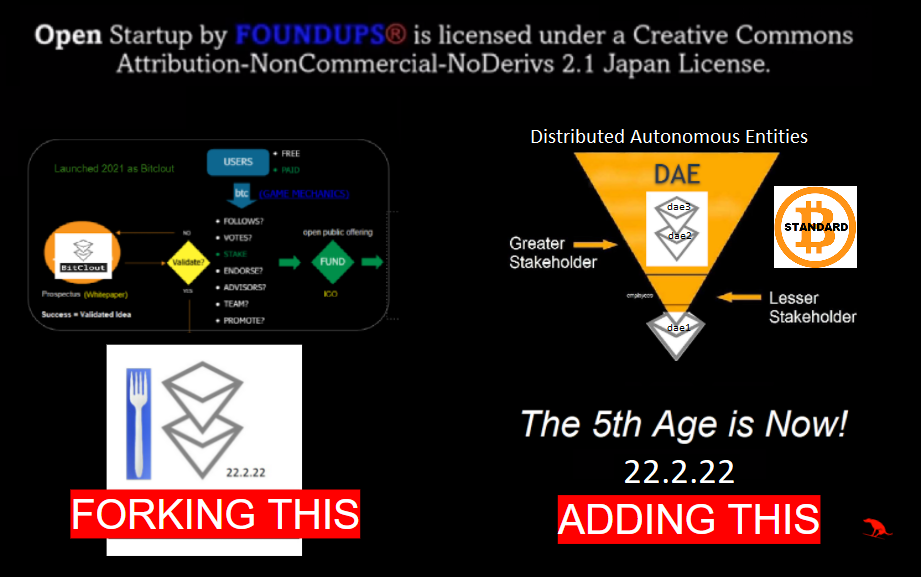 Open Startup by FOUNDUPS® is licensed under a Creative Commons
Attribution-NonCommercial-NoDerivs 2.1 Japan License.
Launched 2021 as Bitclout
USERS
• FREE
• PAID
btc
(GAME MECHANICS)
• FOLLOWS?
• VOTES?
• STAKE
• ENDORSE?
• ADVISORS?
• TEAM?
• PROMOTE?
NO
Validate?
YES
BitClout
Prospectus (Whitepaper)
Success = Validated Idea
open public offering
FUND
ICO
Distributed Autonomous Entities
DAE
dae3
dae2
Greater
Stakeholder
employees
Lesser
Stakeholder
dae1
STANDARD
22.2.22
FORKING THIS
The 5th Age is Now!
22.2.22
ADDING THIS